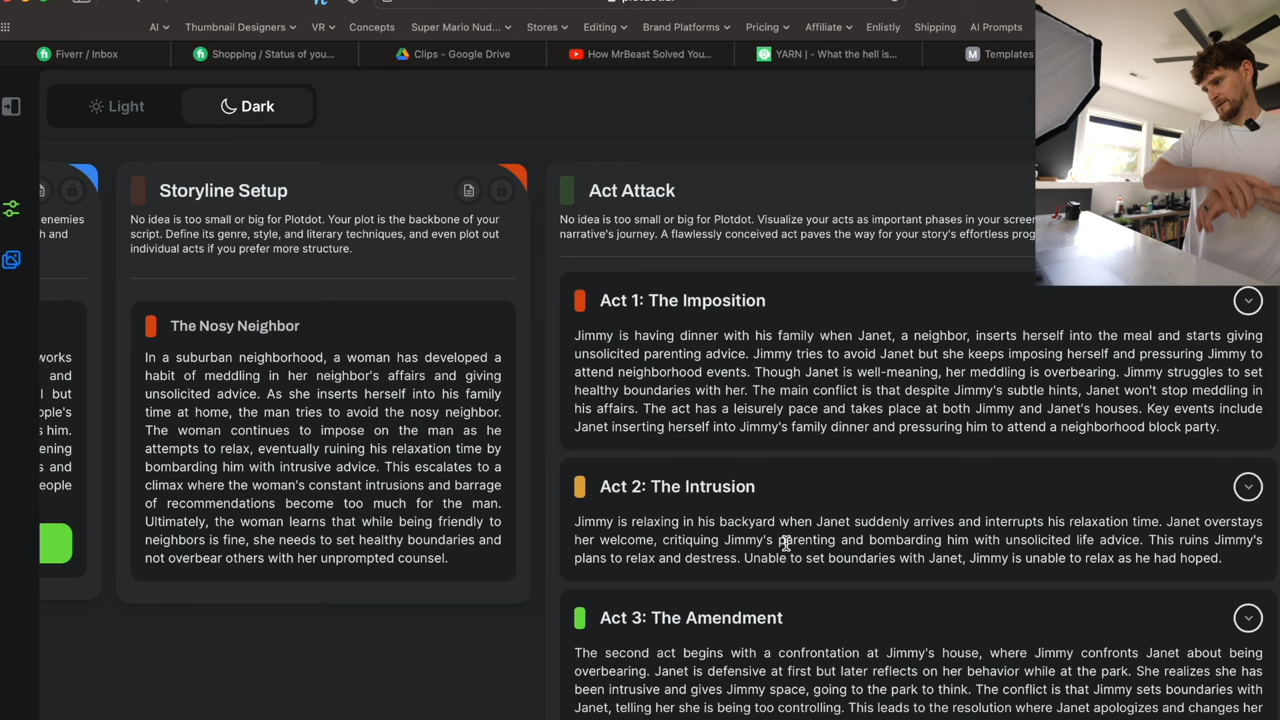 AI
Thumbnail Designers
VR
Concepts
Super Mario Nud...
Stores
Editing
Brand Platforms
Pricing
Affiliate
Enlistly
Shipping
AI Prompts
Fiverr / Inbox
Shopping / Status of you...
Clips - Google Drive
How MrBeast Solved You...
YARN | - What the hell is...
Templates
Light
Dark
enemies
h and
works
and
l but
ople's
s him.
ening
s and
eople
Storyline Setup
No idea is too small or big for Plotdot. Your plot is the backbone of your
script. Define its genre, style, and literary techniques, and even plot out
individual acts if you prefer more structure.
The Nosy Neighbor
In a suburban neighborhood, a woman has developed a
habit of meddling in her neighbor's affairs and giving
unsolicited advice. As she inserts herself into his family
time at home, the man tries to avoid the nosy neighbor.
The woman continues to impose on the man as he
attempts to relax, eventually ruining his relaxation time by
bombarding him with intrusive advice. This escalates to a
climax where the woman's constant intrusions and barrage
of recommendations become too much for the man.
Ultimately, the woman learns that while being friendly to
neighbors is fine, she needs to set healthy boundaries and
not overbear others with her unprompted counsel.
Act Attack
No idea is too small or big for Plotdot. Visualize your acts as important phases in your screen
narrative's journey. A flawlessly conceived act paves the way for your story's effortless prog
Act 1: The Imposition
Jimmy is having dinner with his family when Janet, a neighbor, inserts herself into the meal and starts giving
unsolicited parenting advice. Jimmy tries to avoid Janet but she keeps imposing herself and pressuring Jimmy to
attend neighborhood events. Though Janet is well-meaning, her meddling is overbearing. Jimmy struggles to set
healthy boundaries with her. The main conflict is that despite Jimmy's subtle hints, Janet won't stop meddling in
his affairs. The act has a leisurely pace and takes place at both Jimmy and Janet's houses. Key events include
Janet inserting herself into Jimmy's family dinner and pressuring him to attend a neighborhood block party.
Act 2: The Intrusion
Jimmy is relaxing in his backyard when Janet suddenly arrives and interrupts his relaxation time. Janet overstays
her welcome, critiquing Jimmy's parenting and bombarding him with unsolicited life advice. This ruins Jimmy's
plans to relax and destress. Unable to set boundaries with Janet, Jimmy is unable to relax as he had hoped.
Act 3: The Amendment
The second act begins with a confrontation at Jimmy's house, where Jimmy confronts Janet about being
overbearing. Janet is defensive at first but later reflects on her behavior while at the park. She realizes she has
been intrusive and gives Jimmy space, going to the park to think. The conflict is that Jimmy sets boundaries with
Janet, telling her she is being too controlling. This leads to the resolution where Janet apologizes and changes her